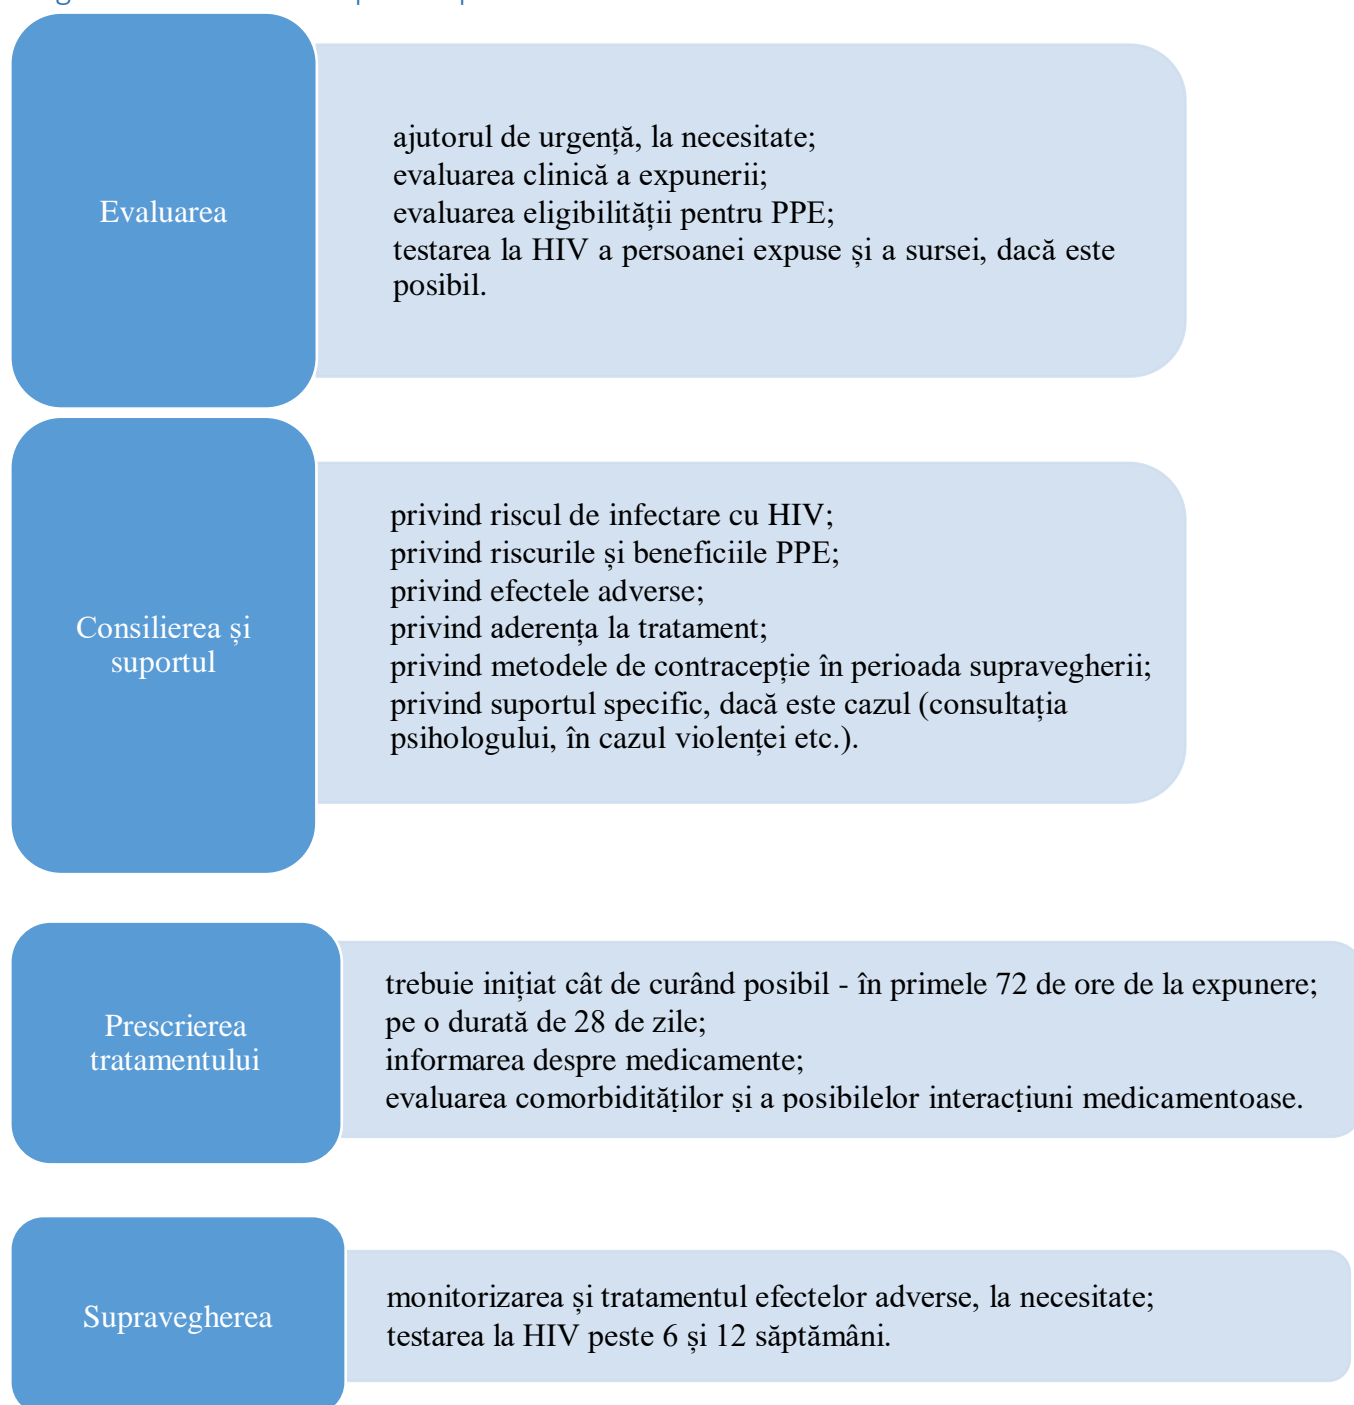 Evaluarea
ajutorul de urgență, la necesitate;
evaluarea clinică a expunerii;
evaluarea eligibilității pentru PPE;
testarea la HIV a persoanei expuse și a sursei, dacă este
posibil.
Consilierea și
suportul
privind riscul de infectare cu HIV;
privind riscurile și beneficiile PPE;
privind efectele adverse;
privind aderența la tratament;
privind metodele de contracepție în perioada supravegherii;
privind suportul specific, dacă este cazul (consultația
psihologului, în cazul violenței etc.).
Prescrierea
tratamentului
trebuie inițiat cât de curând posibil - în primele 72 de ore de la expunere;
pe o durată de 28 de zile;
informarea despre medicamente;
evaluarea comorbidităților și a posibilelor interacțiuni medicamentoase.
Supravegherea
monitorizarea și tratamentul efectelor adverse, la necesitate;
testarea la HIV peste 6 și 12 săptămâni.